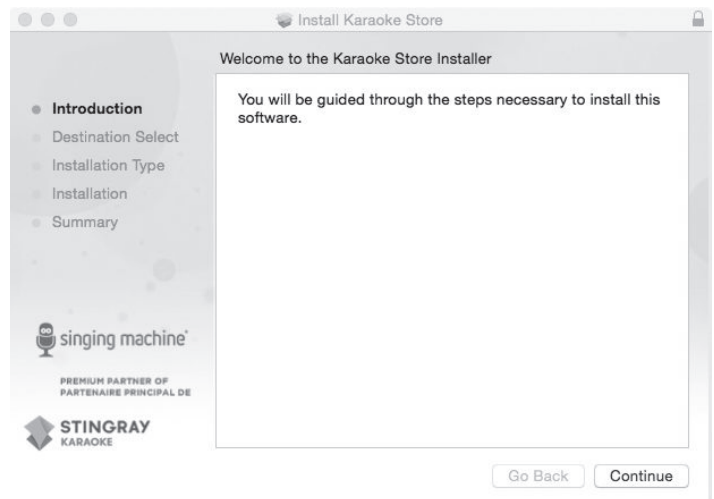 Install Karaoke Store
Welcome to the Karaoke Store Installer
Introduction
Destination Select
Installation Type
Installation
Summary
You will be guided through the steps necessary to install this
software.
singing machine®
PREMIUM PARTNER OF
PARTENAIRE PRINCIPAL DE
STINGRAY
KARAOKE
Go Back
Continue